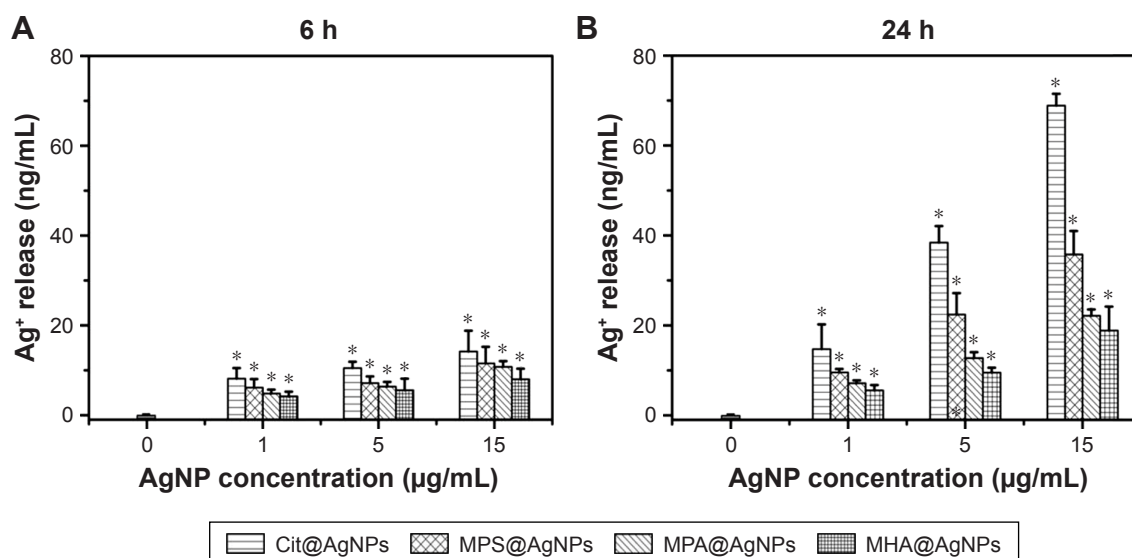 A
6 h
80
60
40
20
0
Ag⁺ release (ng/mL)
* * * *
* * * *
* * * *
0 1 5 15
AgNP concentration (µg/mL)
B
24 h
80
60
40
20
0
Ag⁺ release (ng/mL)
* * * *
* * * *
*
* * * *
0 1 5 15
AgNP concentration (µg/mL)
Cit@AgNPs MPS@AgNPs MPA@AgNPs MHA@AgNPs